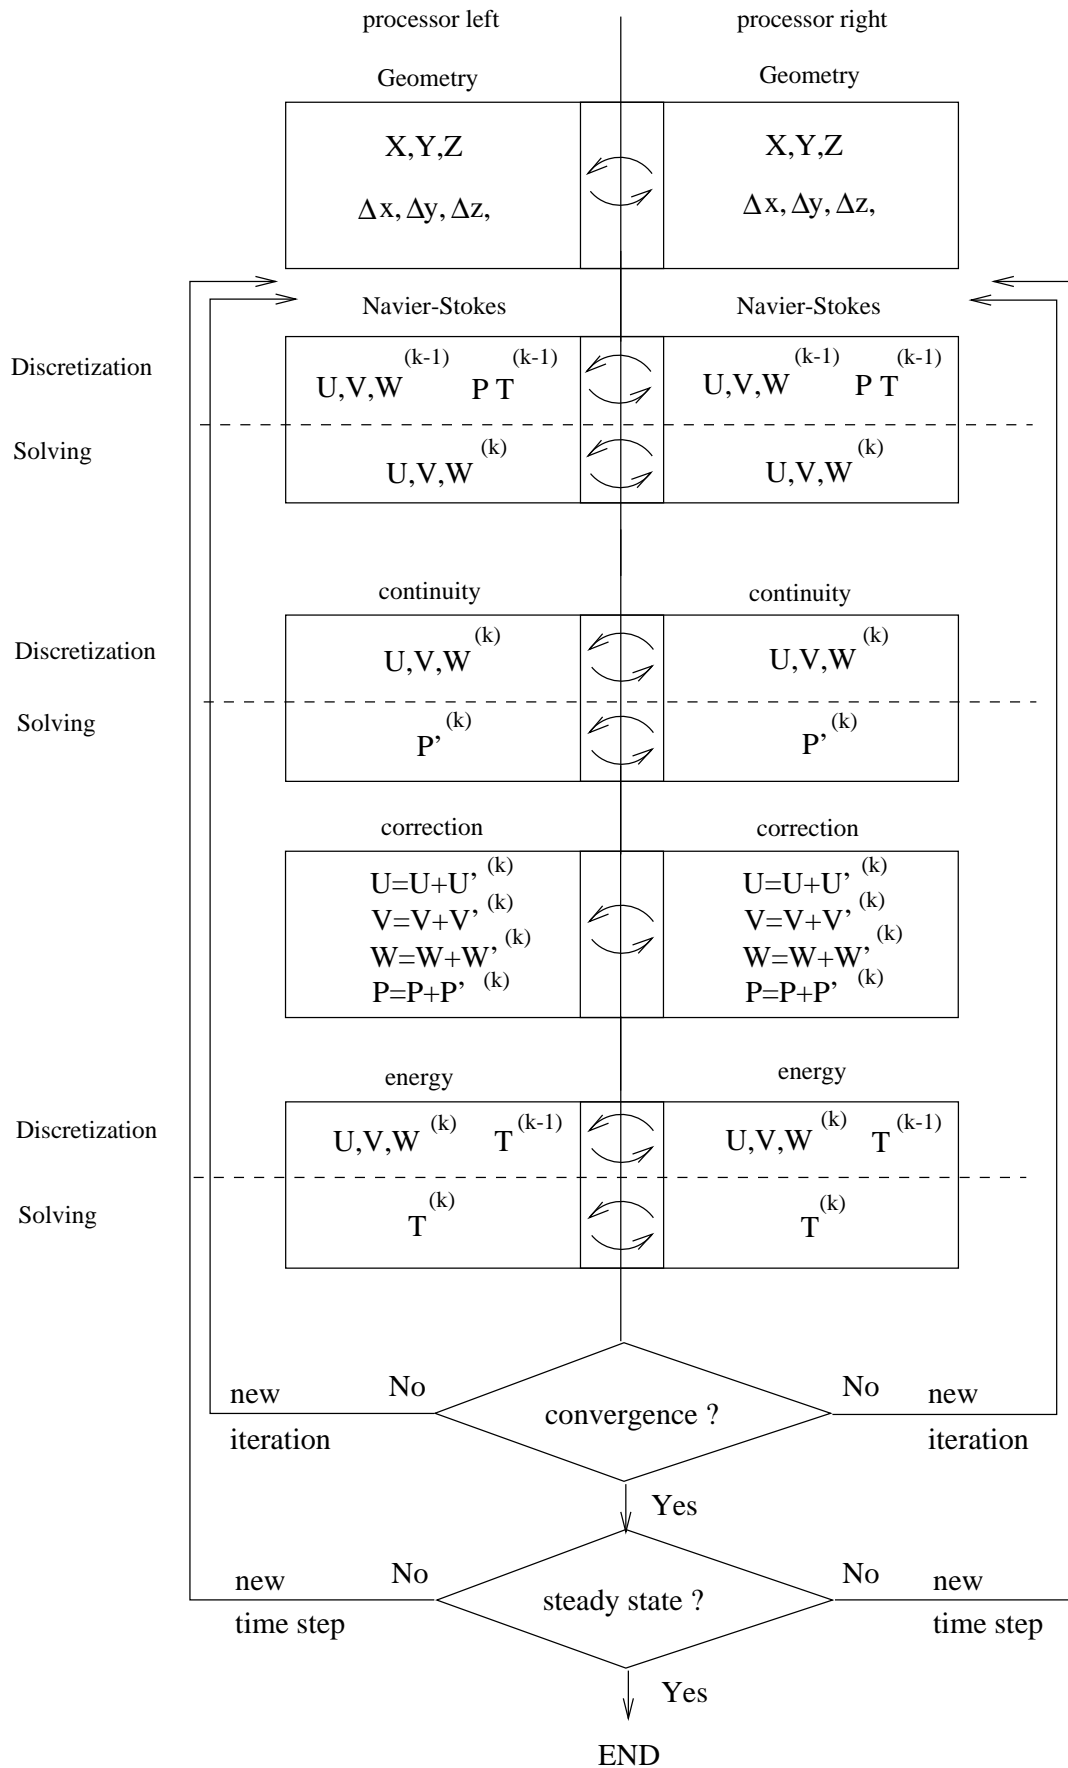 processor left processor right
Geometry Geometry
X,Y,Z X,Y,Z
Δx, Δy, Δz, Δx, Δy, Δz,
Navier-Stokes Navier-Stokes
Discretization U,V,W (k-1) P T (k-1) U,V,W (k-1) P T (k-1)
Solving U,V,W (k) U,V,W (k)
continuity continuity
Discretization U,V,W (k) U,V,W (k)
Solving P’ (k) P’ (k)
correction correction
U=U+U’ (k) U=U+U’ (k)
V=V+V’ (k) V=V+V’ (k)
W=W+W’ (k) W=W+W’ (k)
P=P+P’ (k) P=P+P’ (k)
energy energy
Discretization U,V,W (k) T (k-1) U,V,W (k) T (k-1)
Solving T (k) T (k)
new No No new
iteration convergence ? iteration
Yes
new No No new
time step steady state ? time step
Yes
END